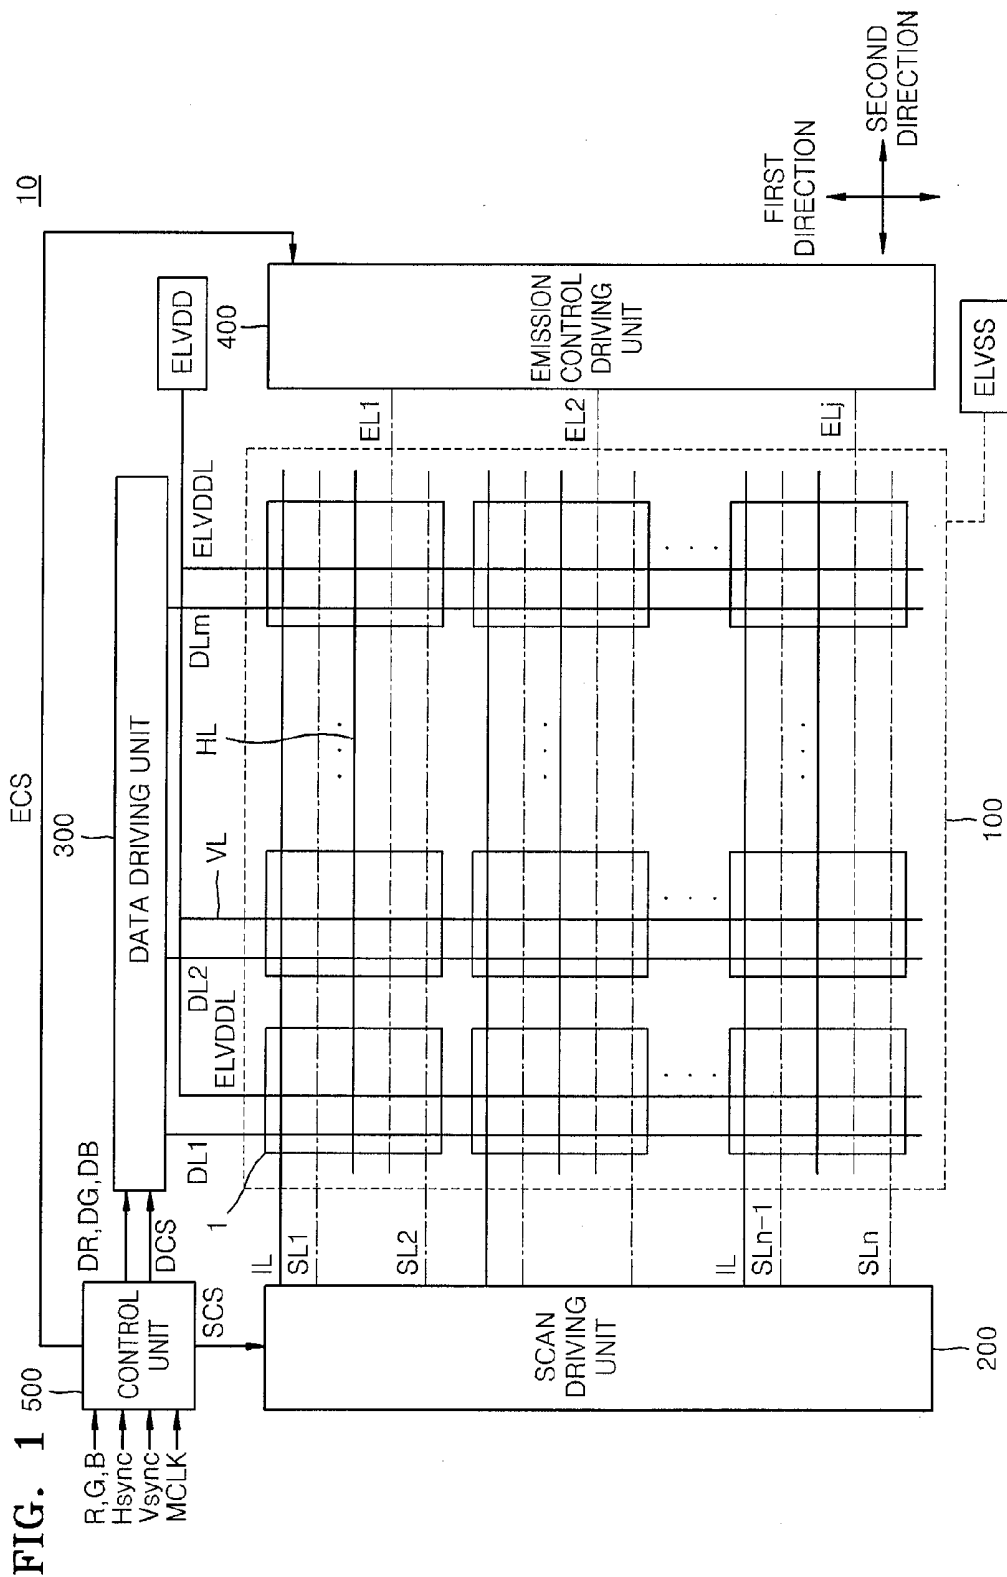 FIG. 1
10
R,G,B
Hsync
Vsync
MCLK
500
CONTROL
UNIT
ECS
DR,DG,DB
DCS
SCS
300
DATA DRIVING UNIT
ELVDD
400
DL1
ELVDDL
DL2
VL
DLm
ELVDDL
1
HL
IL
SL1
SL2
IL
SLn-1
SLn
SCAN
DRIVING
UNIT
200
EL1
EL2
ELj
EMISSION
CONTROL
DRIVING
UNIT
100
ELVSS
FIRST
DIRECTION
SECOND
DIRECTION